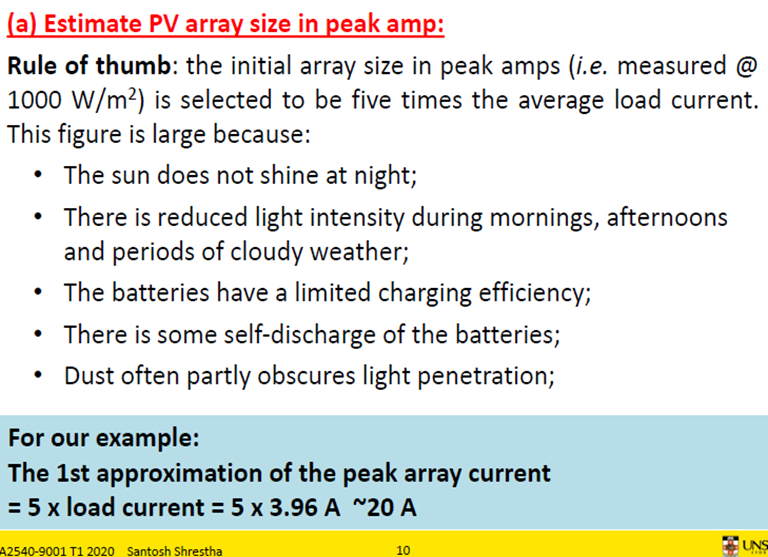 (a) Estimate PV array size in peak amp:
Rule of thumb: the initial array size in peak amps (i.e. measured @
1000 W/m²) is selected to be five times the average load current.
This figure is large because:
• The sun does not shine at night;
• There is reduced light intensity during mornings, afternoons
and periods of cloudy weather;
• The batteries have a limited charging efficiency;
• There is some self-discharge of the batteries;
• Dust often partly obscures light penetration;
For our example:
The 1st approximation of the peak array current
= 5 x load current = 5 x 3.96 A ~20 A
A2540-9001 T1 2020 Santosh Shrestha 10 UNS